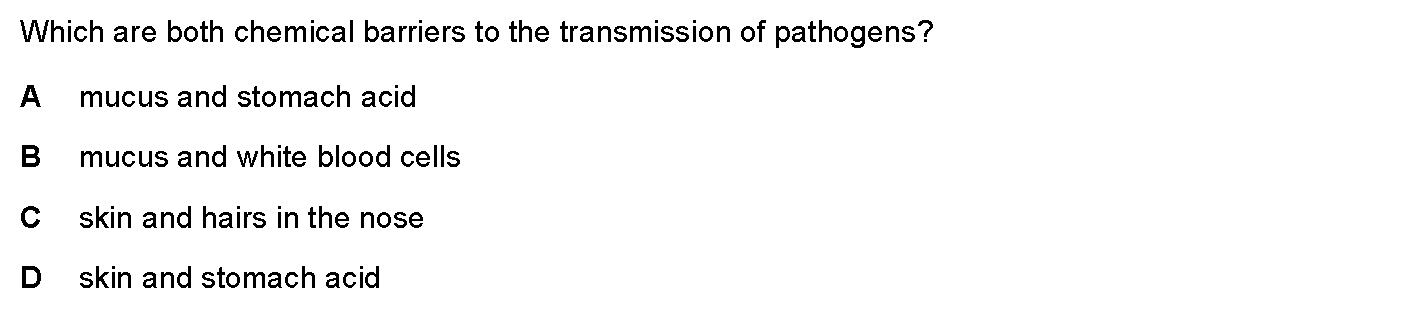 Which are both chemical barriers to the transmission of pathogens?
A mucus and stomach acid
B mucus and white blood cells
C skin and hairs in the nose
D skin and stomach acid